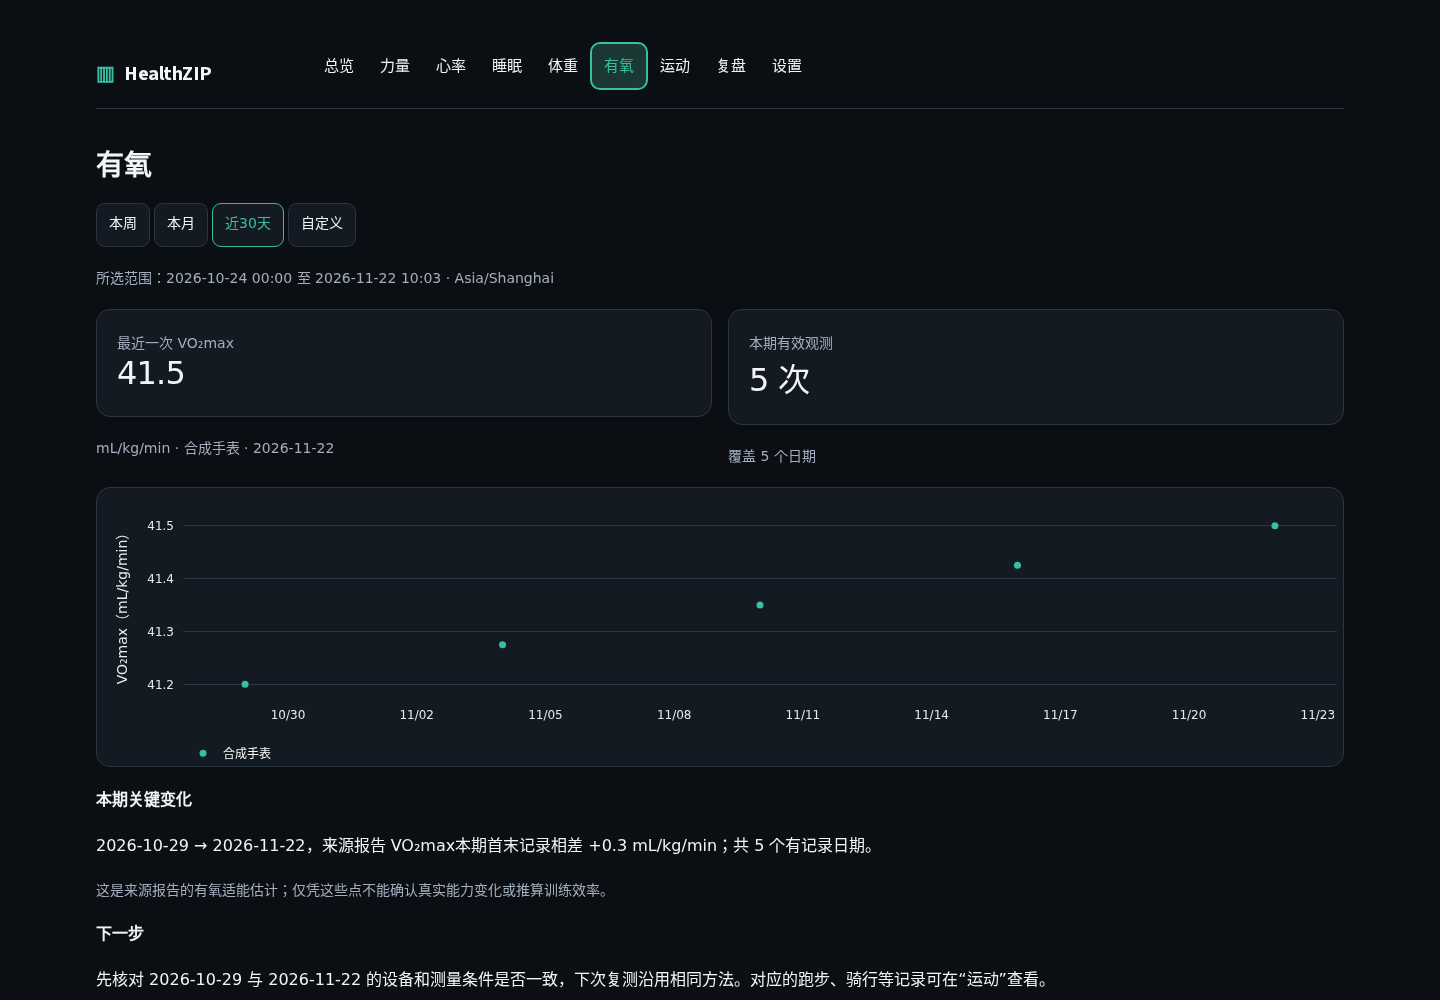 HealthZIP
总览 力量 心率 睡眠 体重 有氧 运动 复盘 设置
有氧
本周 本月 近30天 自定义
所选范围：2026-10-24 00:00 至 2026-11-22 10:03 · Asia/Shanghai
最近一次 VO₂max
41.5
mL/kg/min · 合成手表 · 2026-11-22
本期有效观测
5 次
覆盖 5 个日期
VO₂max（mL/kg/min）
41.5
41.4
41.3
41.2
10/30 11/02 11/05 11/08 11/11 11/14 11/17 11/20 11/23
合成手表
本期关键变化
2026-10-29 → 2026-11-22，来源报告 VO₂max本期首末记录相差 +0.3 mL/kg/min；共 5 个有记录日期。
这是来源报告的有氧适能估计；仅凭这些点不能确认真实能力变化或推算训练效率。
下一步
先核对 2026-10-29 与 2026-11-22 的设备和测量条件是否一致，下次复测沿用相同方法。对应的跑步、骑行等记录可在“运动”查看。